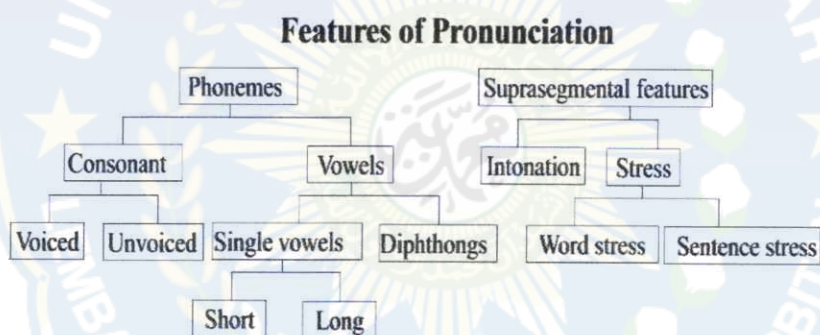 Features of Pronunciation
Phonemes
Suprasegmental features
Consonant
Vowels
Intonation
Stress
Voiced
Unvoiced
Single vowels
Diphthongs
Word stress
Sentence stress
Short
Long
محمد